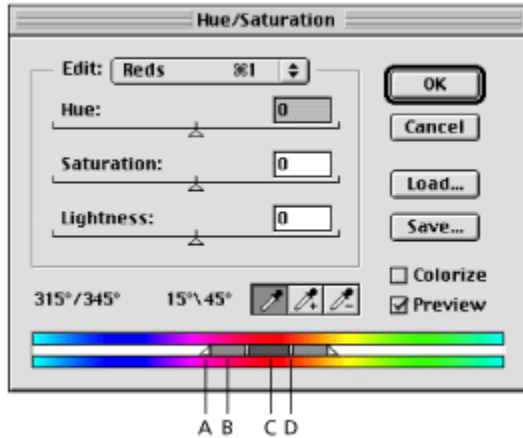 Hue/Saturation
Edit: Reds ⌘1
OK
Hue: 0
Cancel
Saturation: 0
Load...
Lightness: 0
Save...
Colorize
315°/345° 15°\45°
Preview
A B C D